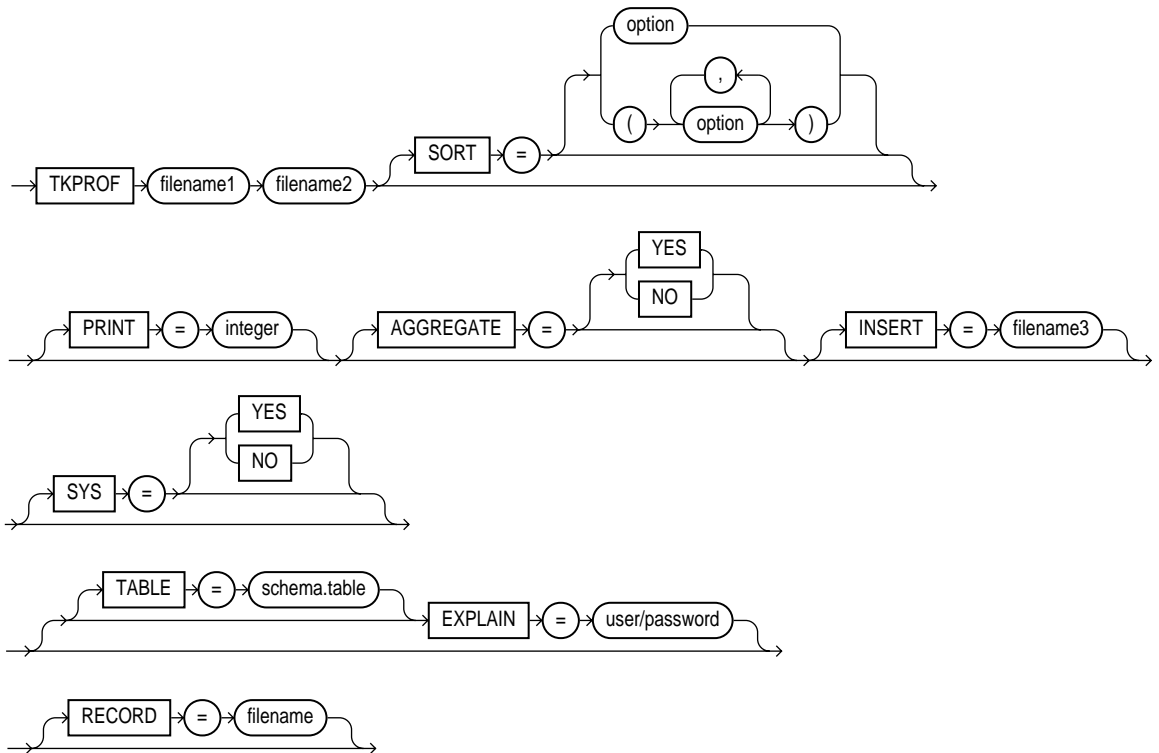 option
,
( option )
SORT =
TKPROF filename1 filename2
YES
NO
PRINT = integer AGGREGATE = INSERT = filename3
YES
NO
SYS =
TABLE = schema.table
EXPLAIN = user/password
RECORD = filename